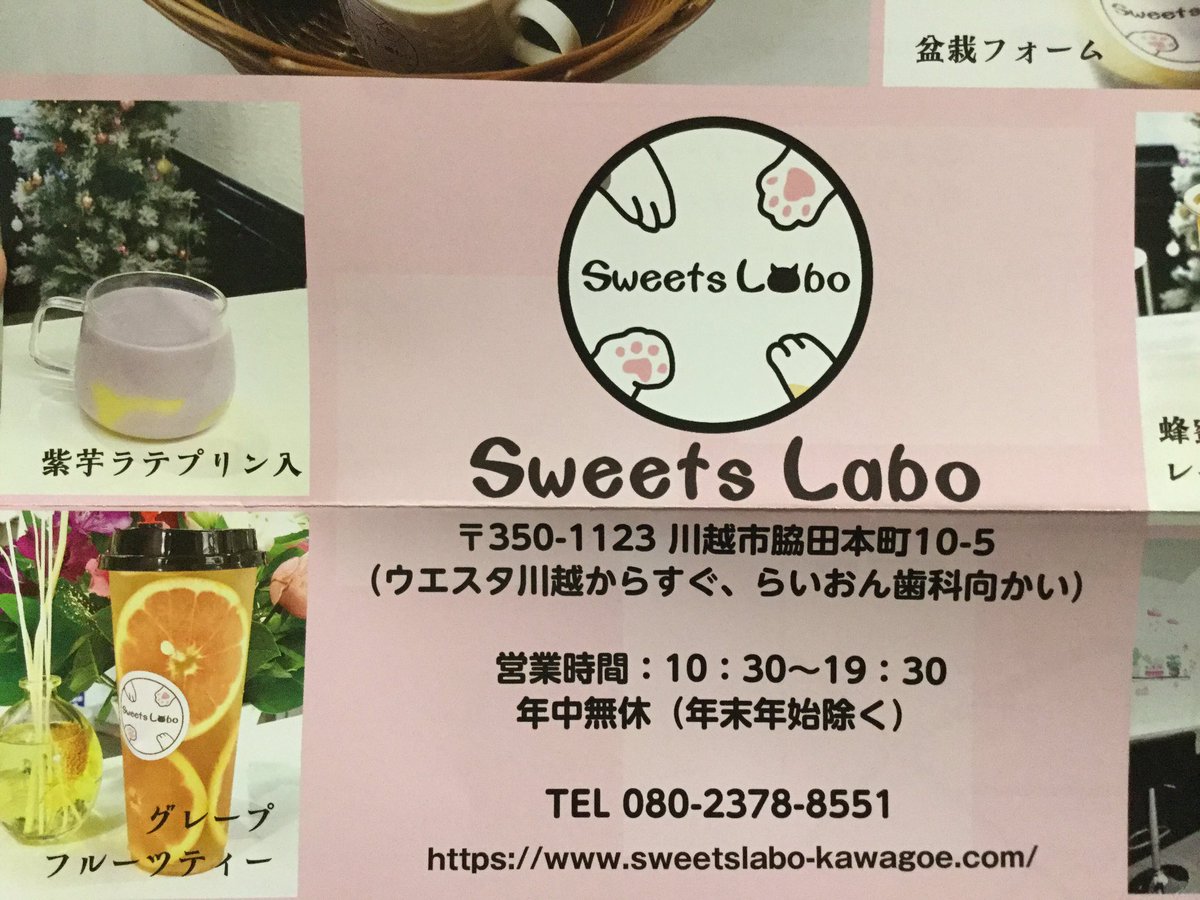 Sweets
盆栽フォーム
Sweets Labo
紫芋ラテプリン入
Sweets Labo
〒350-1123 川越市脇田本町10-5
（ウエスタ川越からすぐ、らいおん歯科向かい）
営業時間：10：30～19：30
年中無休（年末年始除く）
TEL 080-2378-8551
https://www.sweetslabo-kawagoe.com/
Sweets Labo
グレープ
フルーツティー
蜂
レ